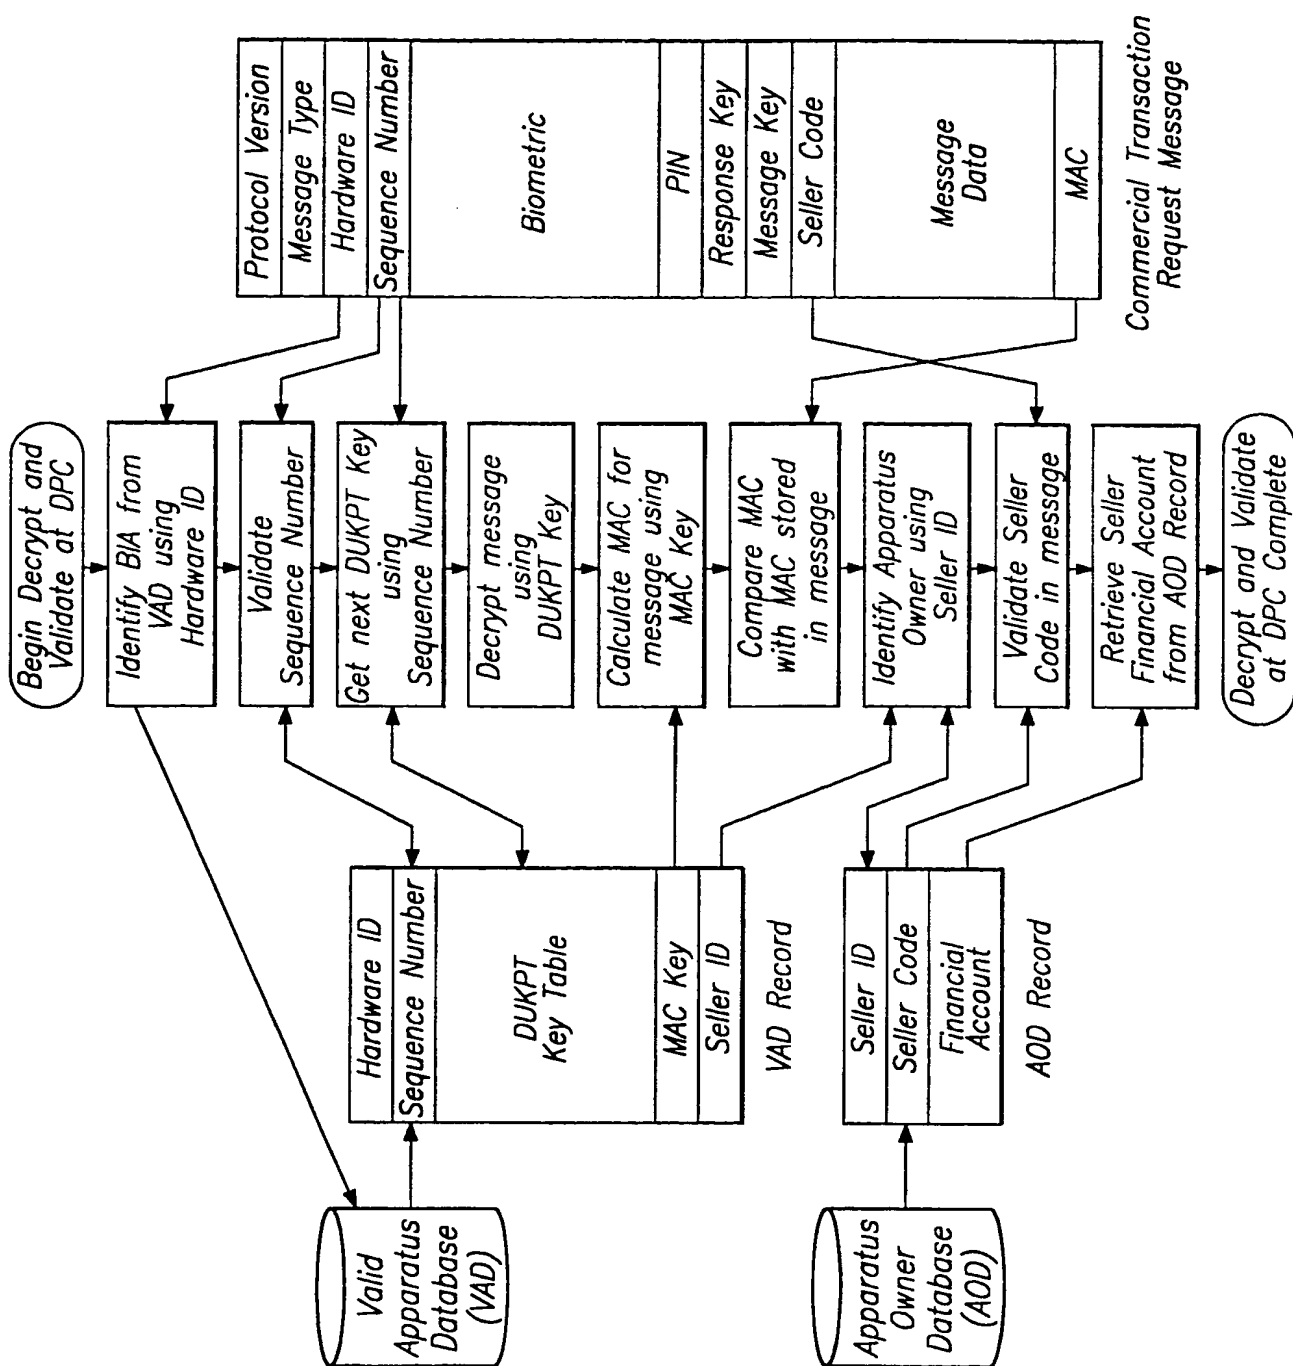 Begin Decrypt and
Validate at DPC
Identify BIA from
VAD using
Hardware ID
Validate
Sequence Number
Get next DUKPT Key
using
Sequence Number
Decrypt message
using
DUKPT Key
Calculate MAC for
message using
MAC Key
Compare MAC
with MAC stored
in message
Identify Apparatus
Owner using
Seller ID
Validate Seller
Code in message
Retrieve Seller
Financial Account
from AOD Record
Decrypt and Validate
at DPC Complete
Protocol Version
Message Type
Hardware ID
Sequence Number
Biometric
PIN
Response Key
Message Key
Seller Code
Message
Data
MAC
Commercial Transaction
Request Message
Hardware ID
Sequence Number
DUKPT
Key Table
MAC Key
Seller ID
VAD Record
Seller ID
Seller Code
Financial
Account
AOD Record
Valid
Apparatus
Database
(VAD)
Apparatus
Owner
Database
(AOD)